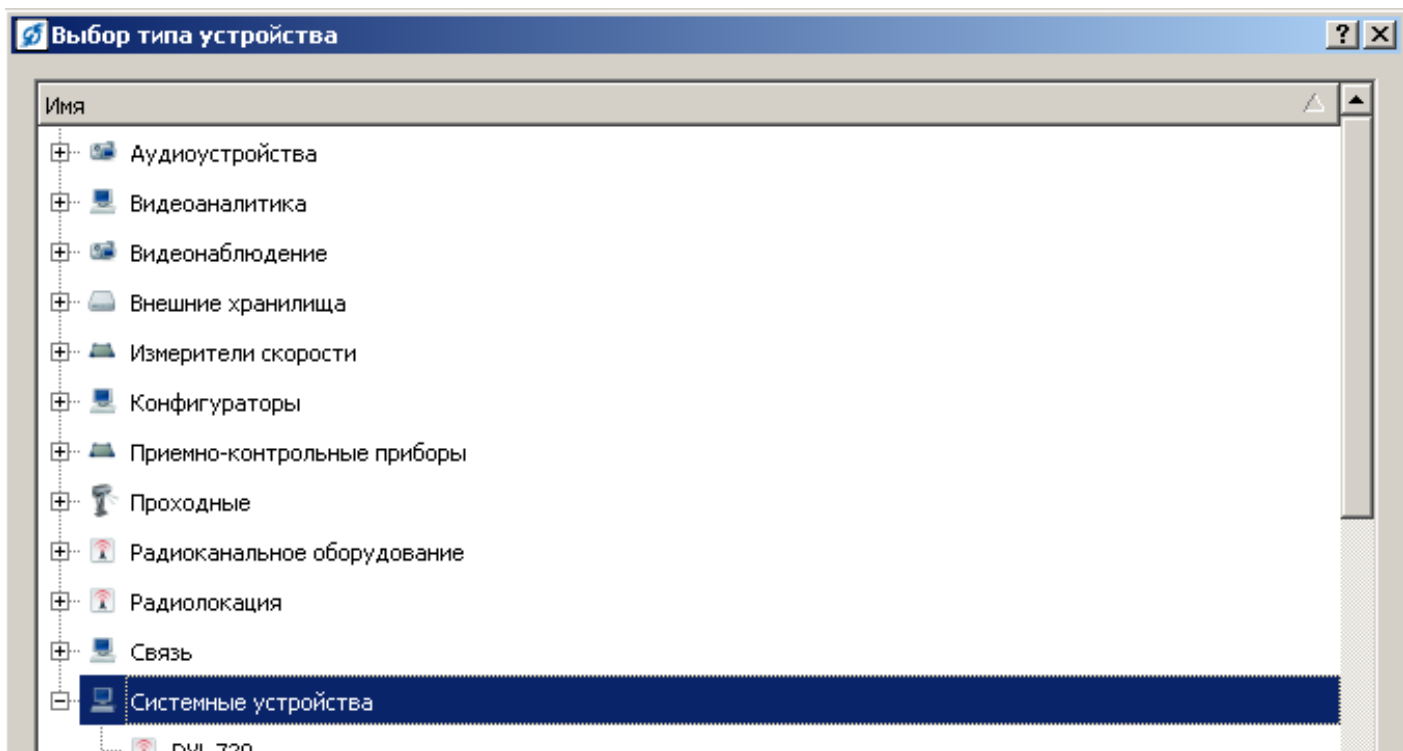 Выбор типа устройства
Имя
Аудиоустройства
Видеоаналитика
Видеонаблюдение
Внешние хранилища
Измерители скорости
Конфигураторы
Приемно-контрольные приборы
Проходные
Радиоканальное оборудование
Радиолокация
Связь
Системные устройства